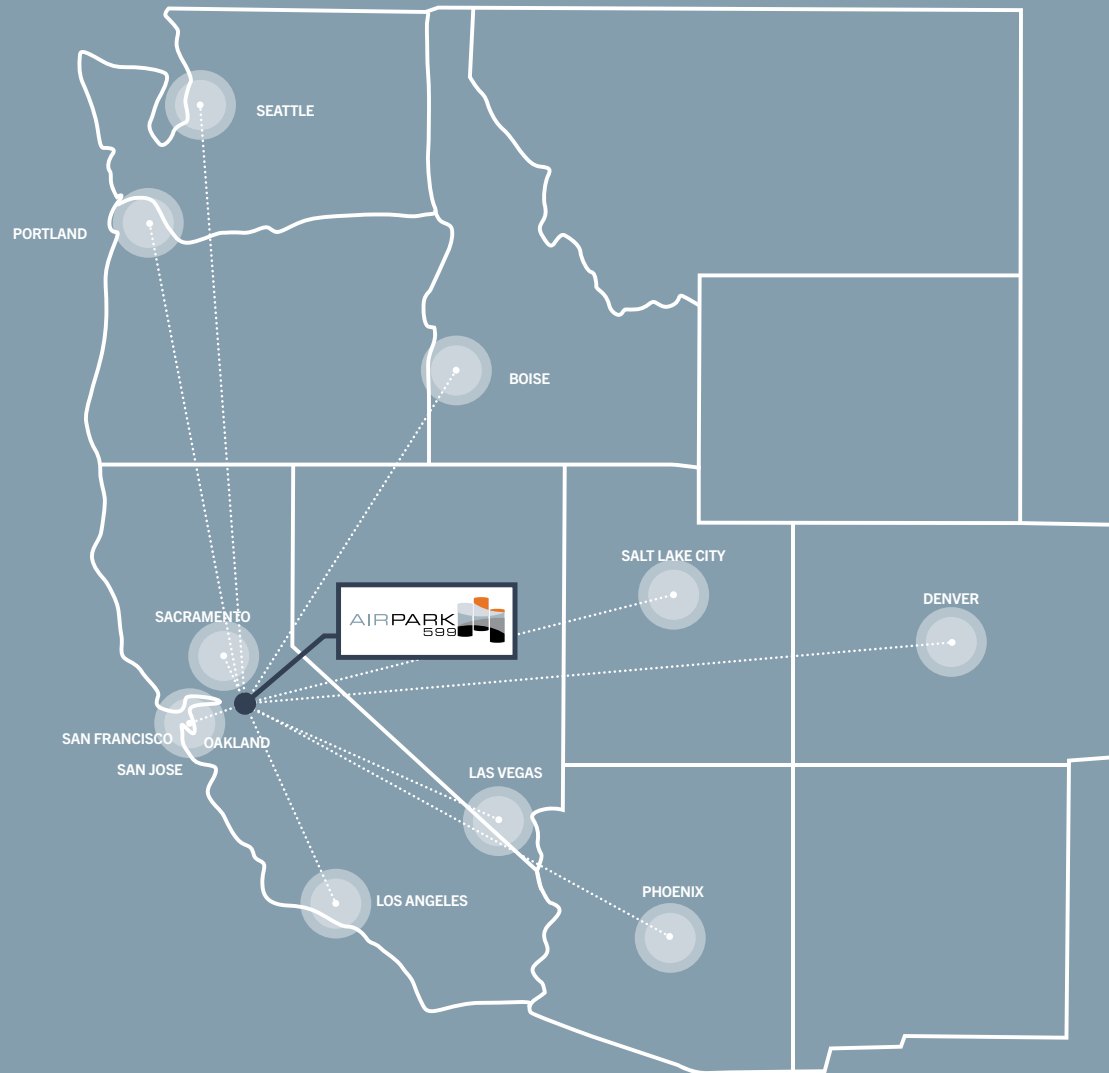 SEATTLE
PORTLAND
BOISE
SALT LAKE CITY
DENVER
SACRAMENTO
AIRPARK
599
SAN FRANCISCO
OAKLAND
SAN JOSE
LAS VEGAS
LOS ANGELES
PHOENIX